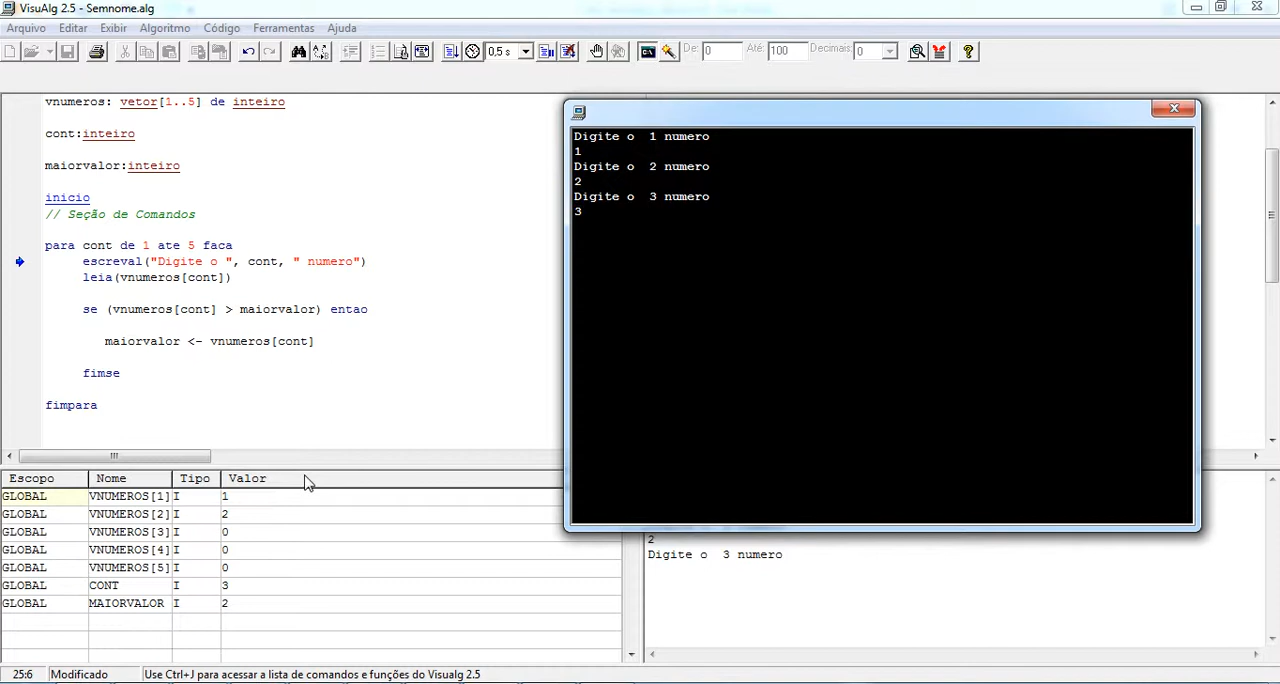 VisuAlg 2.5 - Semnome.alg
Arquivo Editar Exibir Algoritmo Código Ferramentas Ajuda
0,5 s De: 0 Até: 100 Decimais: 0
vnumeros: vetor[1..5] de inteiro
cont:inteiro
maiorvalor:inteiro
inicio
// Seção de Comandos
para cont de 1 ate 5 faca
escreval("Digite o ", cont, " numero")
leia(vnumeros[cont])
se (vnumeros[cont] > maiorvalor) entao
maiorvalor <- vnumeros[cont]
fimse
fimpara
Digite o 1 numero
1
Digite o 2 numero
2
Digite o 3 numero
3
Escopo Nome Tipo Valor
GLOBAL VNUMEROS[1] I 1
GLOBAL VNUMEROS[2] I 2
GLOBAL VNUMEROS[3] I 0
GLOBAL VNUMEROS[4] I 0
GLOBAL VNUMEROS[5] I 0
GLOBAL CONT I 3
GLOBAL MAIORVALOR I 2
2
Digite o 3 numero
25:6 Modificado Use Ctrl+J para acessar a lista de comandos e funções do Visualg 2.5